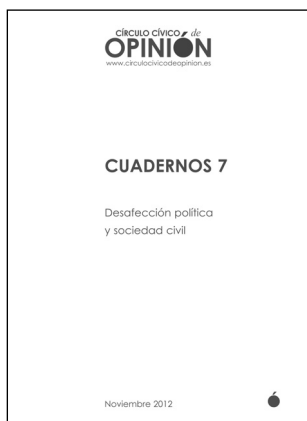 CÍRCULO CÍVICO de
OPINIÓN
www.circulocivicodeopinion.es
CUADERNOS 7
Desafección política
y sociedad civil
Noviembre 2012